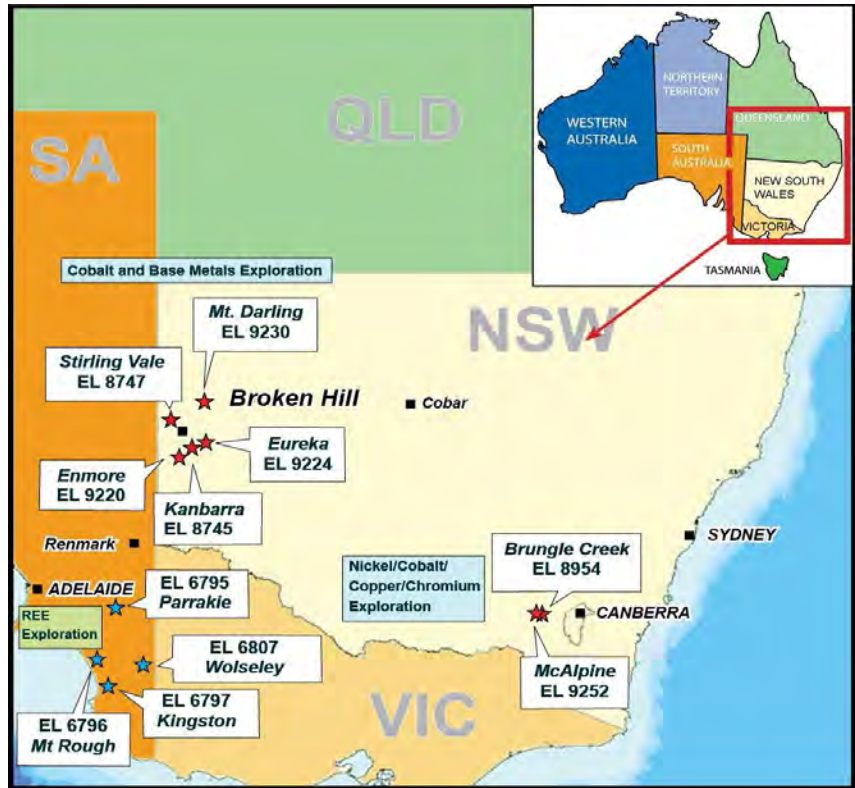 NORTHERN
TERRITORY
WESTERN
AUSTRALIA
QUEENSLAND
SOUTH
AUSTRALIA
NEW SOUTH
WALES
VICTORIA
TASMANIA
QLD
SA
Cobalt and Base Metals Exploration
Mt. Darling
EL 9230
NSW
Stirling Vale
EL 8747
Broken Hill
Cobar
Eureka
EL 9224
Enmore
EL 9220
Kanbarra
EL 8745
Renmark
SYDNEY
Brungle Creek
EL 8954
Nickel/Cobalt/
Copper/Chromium
Exploration
ADELAIDE
EL 6795
Parrakie
REE
Exploration
CANBERRA
EL 6807
Wolseley
McAlpine
EL 9252
EL 6797
Kingston
EL 6796
Mt Rough
VIC